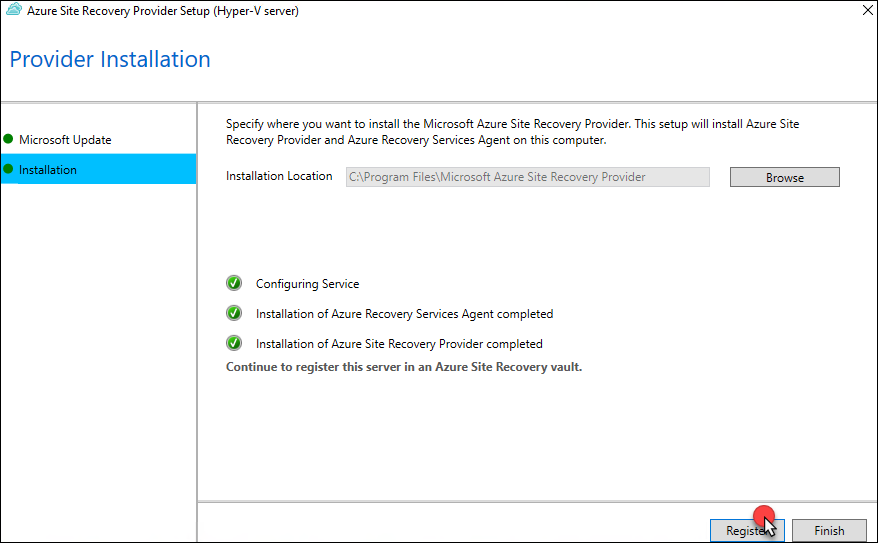 Azure Site Recovery Provider Setup (Hyper-V server)
Provider Installation
Microsoft Update
Installation
Specify where you want to install the Microsoft Azure Site Recovery Provider. This setup will install Azure Site
Recovery Provider and Azure Recovery Services Agent on this computer.
Installation Location
C:\Program Files\Microsoft Azure Site Recovery Provider
Browse
Configuring Service
Installation of Azure Recovery Services Agent completed
Installation of Azure Site Recovery Provider completed
Continue to register this server in an Azure Site Recovery vault.
Register
Finish